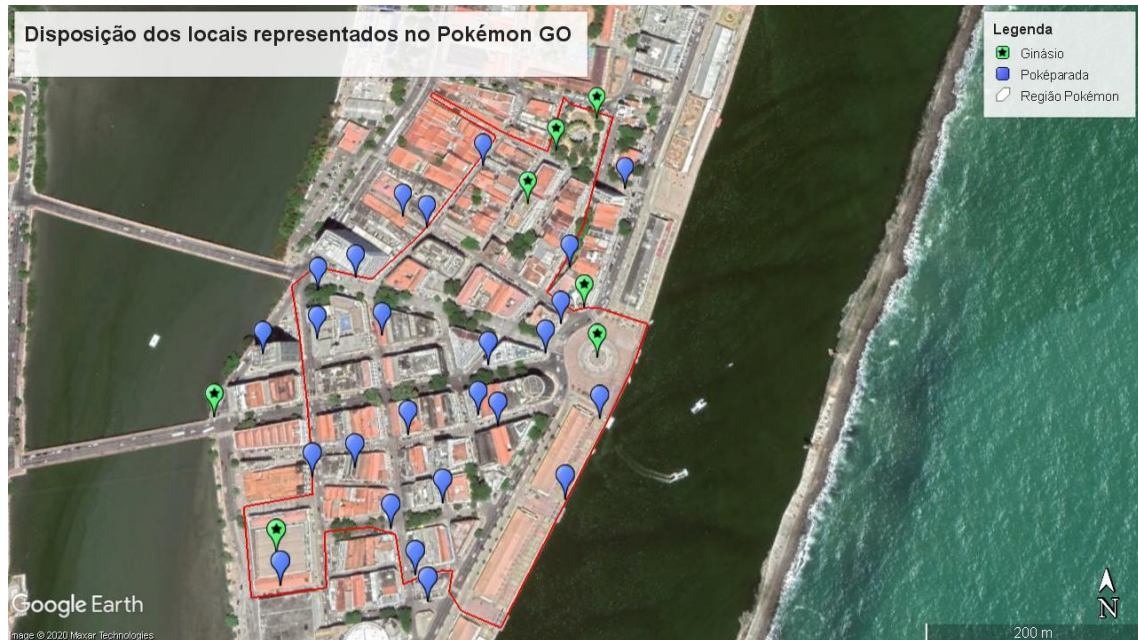 Disposição dos locais representados no Pokémon GO
Legenda
Ginásio
Poképarada
Região Pokémon
Google Earth
Image © 2020 Maxar Technologies
N
200 m